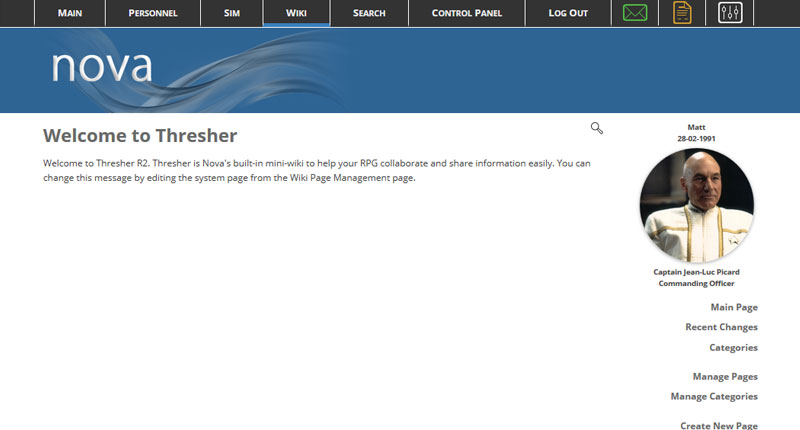 Main Personnel Sim Wiki Search Control Panel Log Out
nova
Welcome to Thresher
Welcome to Thresher R2. Thresher is Nova's built-in mini-wiki to help your RPG collaborate and share information easily. You can
change this message by editing the system page from the Wiki Page Management page.
Matt
28-02-1991
Captain Jean-Luc Picard
Commanding Officer
Main Page
Recent Changes
Categories
Manage Pages
Manage Categories
Create New Page